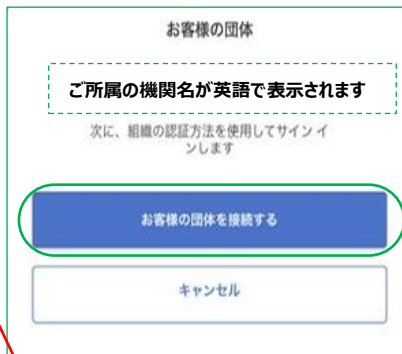 お客様の団体
ご所属の機関名が英語で表示されます
次に、組織の認証方法を使用してサイン イ
ンします
お客様の団体を接続する
キャンセル